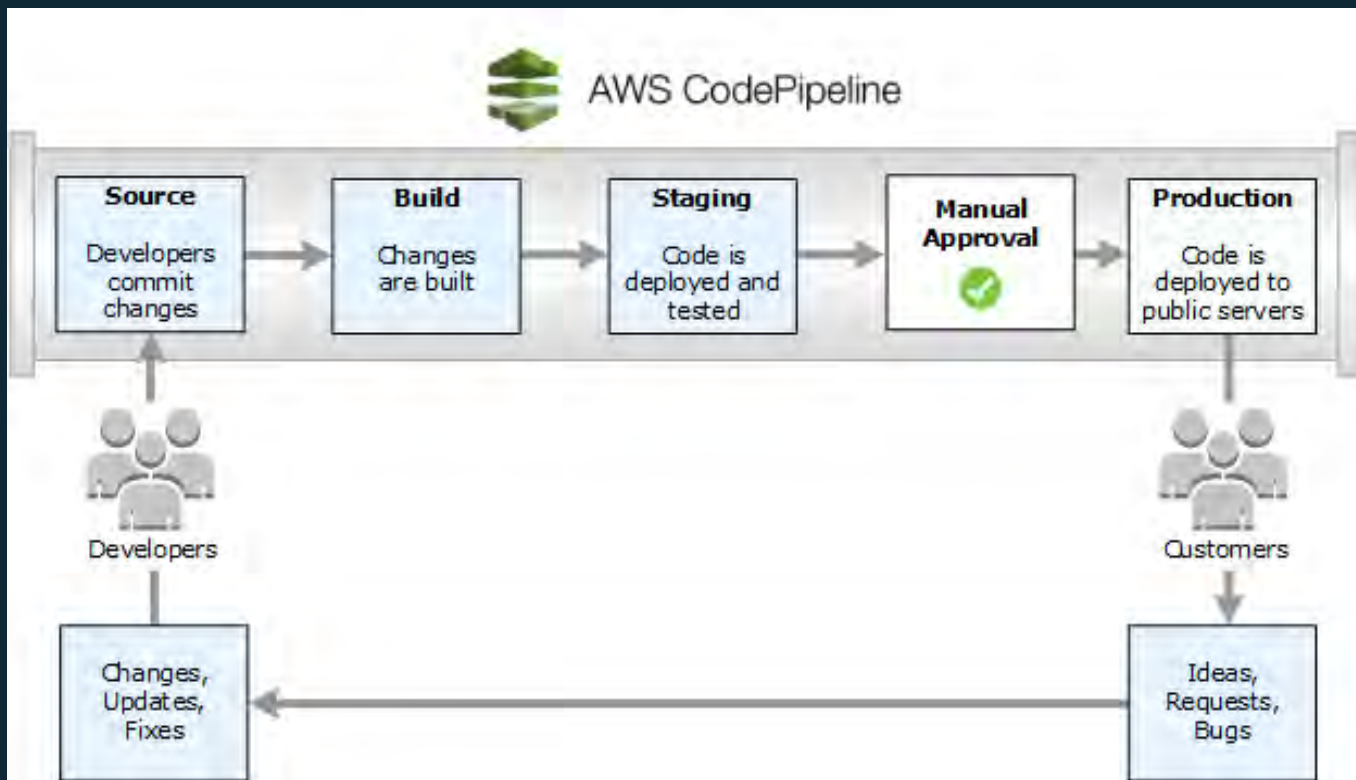 AWS CodePipeline
Source
Developers
commit
changes
Build
Changes
are built
Staging
Code is
deployed and
tested
Manual
Approval
Production
Code is
deployed to
public servers
Developers
Customers
Changes,
Updates,
Fixes
Ideas,
Requests,
Bugs